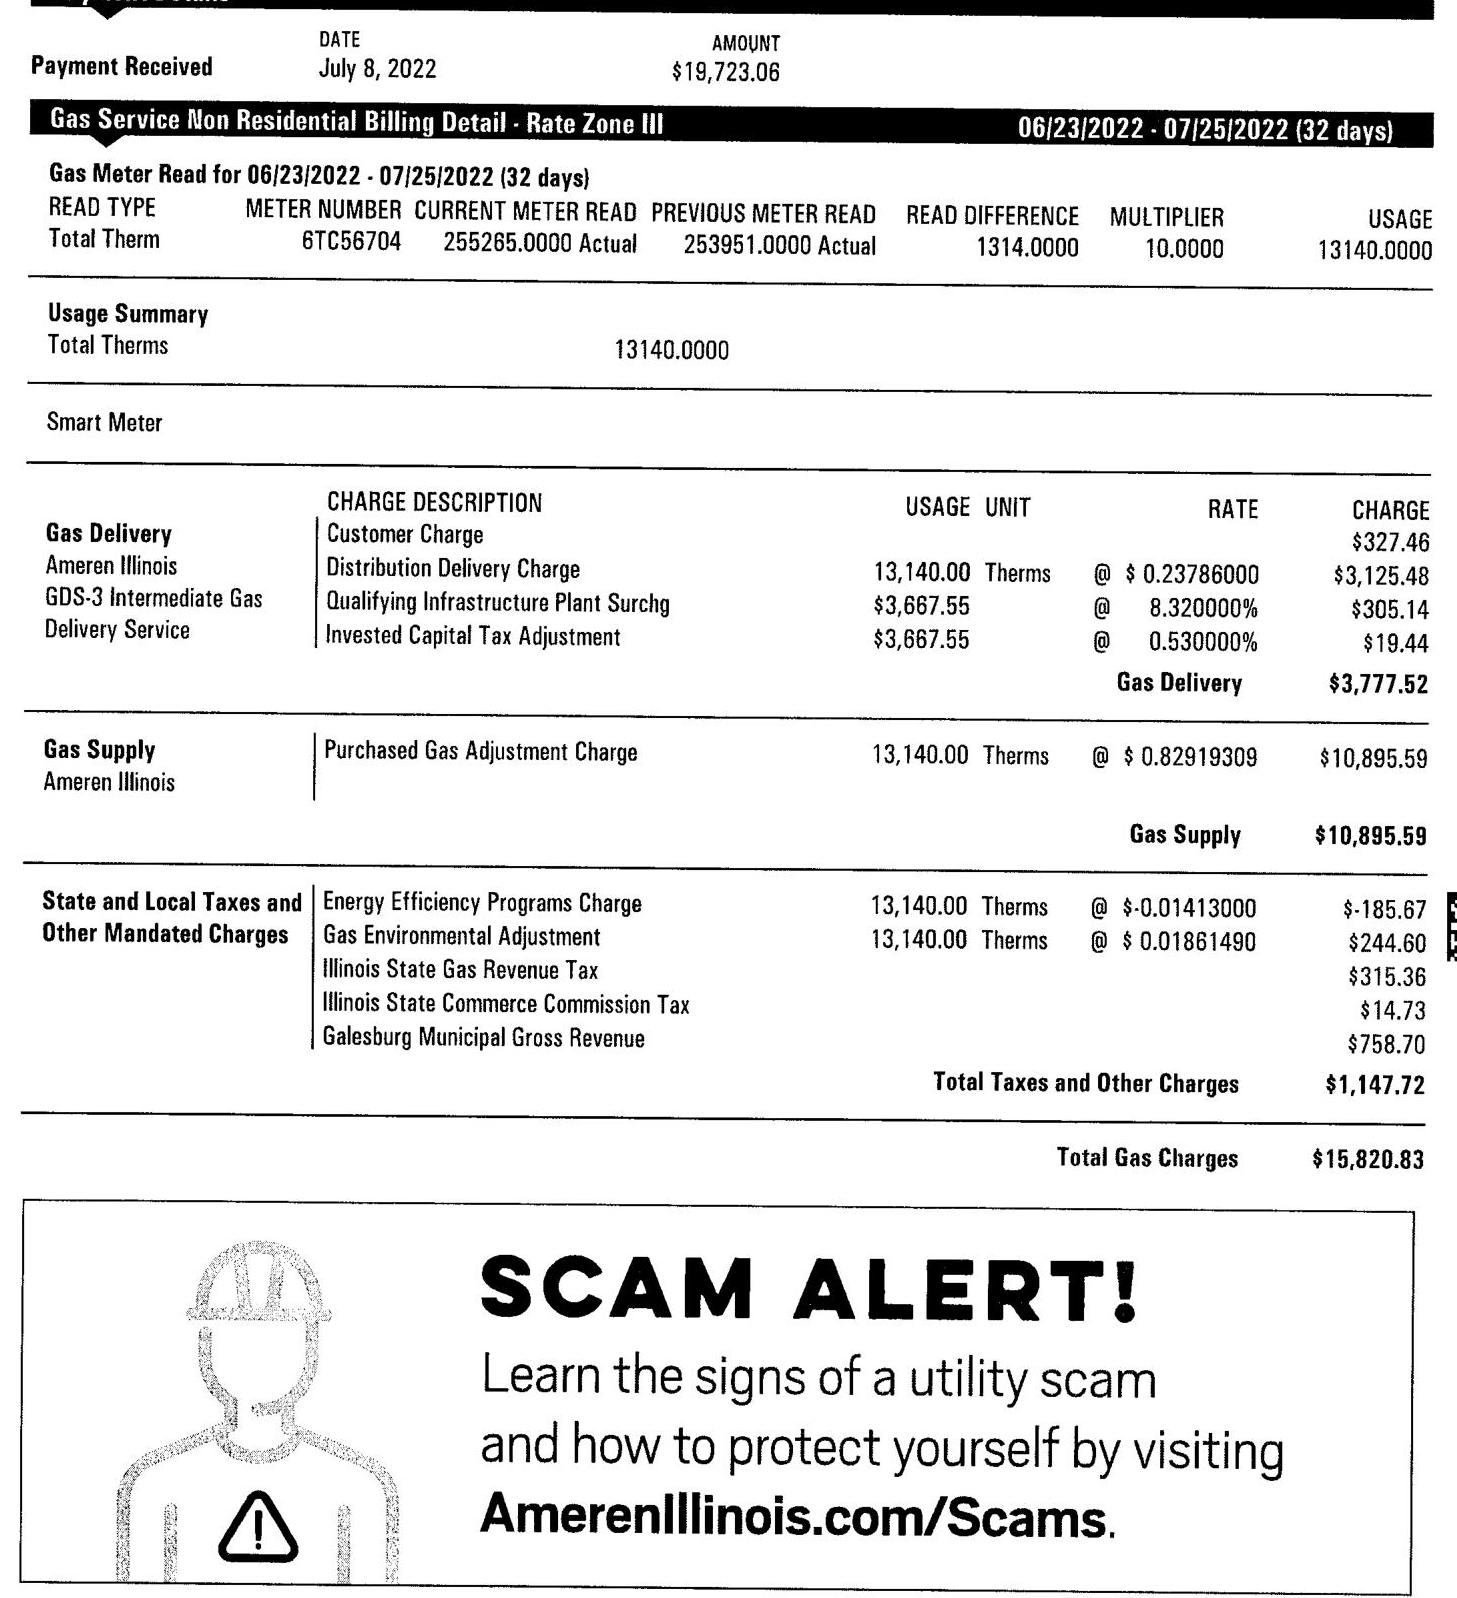 DATE AMOUNT
Payment Received July 8, 2022 $19,723.06
Gas Service Non Residential Billing Detail - Rate Zone III 06/23/2022 - 07/25/2022 (32 days)
Gas Meter Read for 06/23/2022 - 07/25/2022 (32 days)
READ TYPE METER NUMBER CURRENT METER READ PREVIOUS METER READ READ DIFFERENCE MULTIPLIER USAGE
Total Therm 6TC56704 255265.0000 Actual 253951.0000 Actual 1314.0000 10.0000 13140.0000
Usage Summary
Total Therms 13140.0000
Smart Meter
CHARGE DESCRIPTION USAGE UNIT RATE CHARGE
Gas Delivery Customer Charge $327.46
Ameren Illinois Distribution Delivery Charge 13,140.00 Therms @ $ 0.23786000 $3,125.48
GDS-3 Intermediate Gas Qualifying Infrastructure Plant Surchg $3,667.55 @ 8.320000% $305.14
Delivery Service Invested Capital Tax Adjustment $3,667.55 @ 0.530000% $19.44
Gas Delivery $3,777.52
Gas Supply Purchased Gas Adjustment Charge 13,140.00 Therms @ $ 0.82919309 $10,895.59
Ameren Illinois
Gas Supply $10,895.59
State and Local Taxes and Energy Efficiency Programs Charge 13,140.00 Therms @ $-0.01413000 $-185.67
Other Mandated Charges Gas Environmental Adjustment 13,140.00 Therms @ $ 0.01861490 $244.60
Illinois State Gas Revenue Tax $315.36
Illinois State Commerce Commission Tax $14.73
Galesburg Municipal Gross Revenue $758.70
Total Taxes and Other Charges $1,147.72
Total Gas Charges $15,820.83
SCAM ALERT!
Learn the signs of a utility scam
and how to protect yourself by visiting
AmerenIllinois.com/Scams.